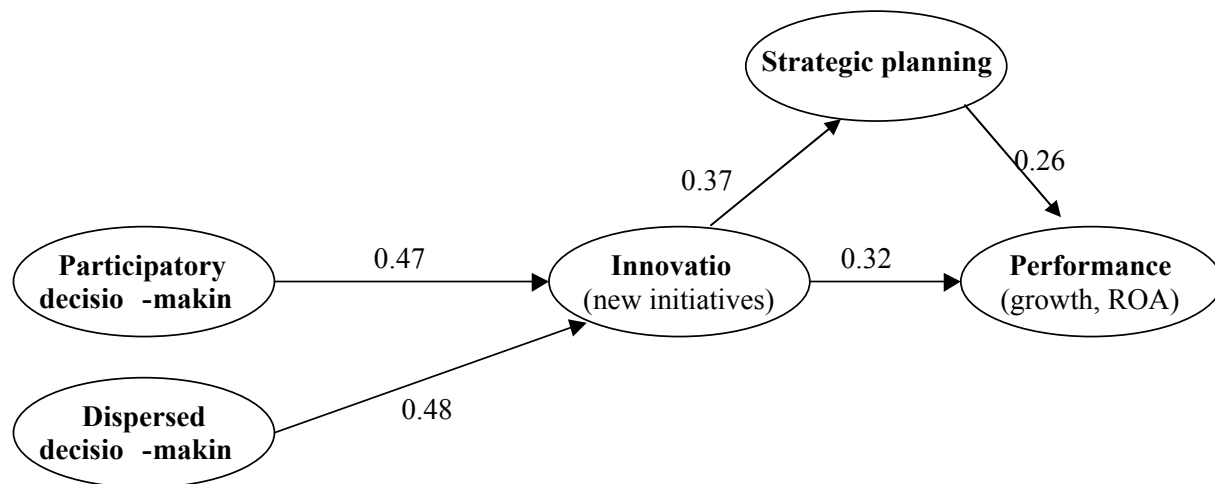 Strategic planning
0.37
0.26
Participatory
decisio -makin
0.47
Innovatio
(new initiatives)
0.32
Performance
(growth, ROA)
Dispersed
decisio -makin
0.48